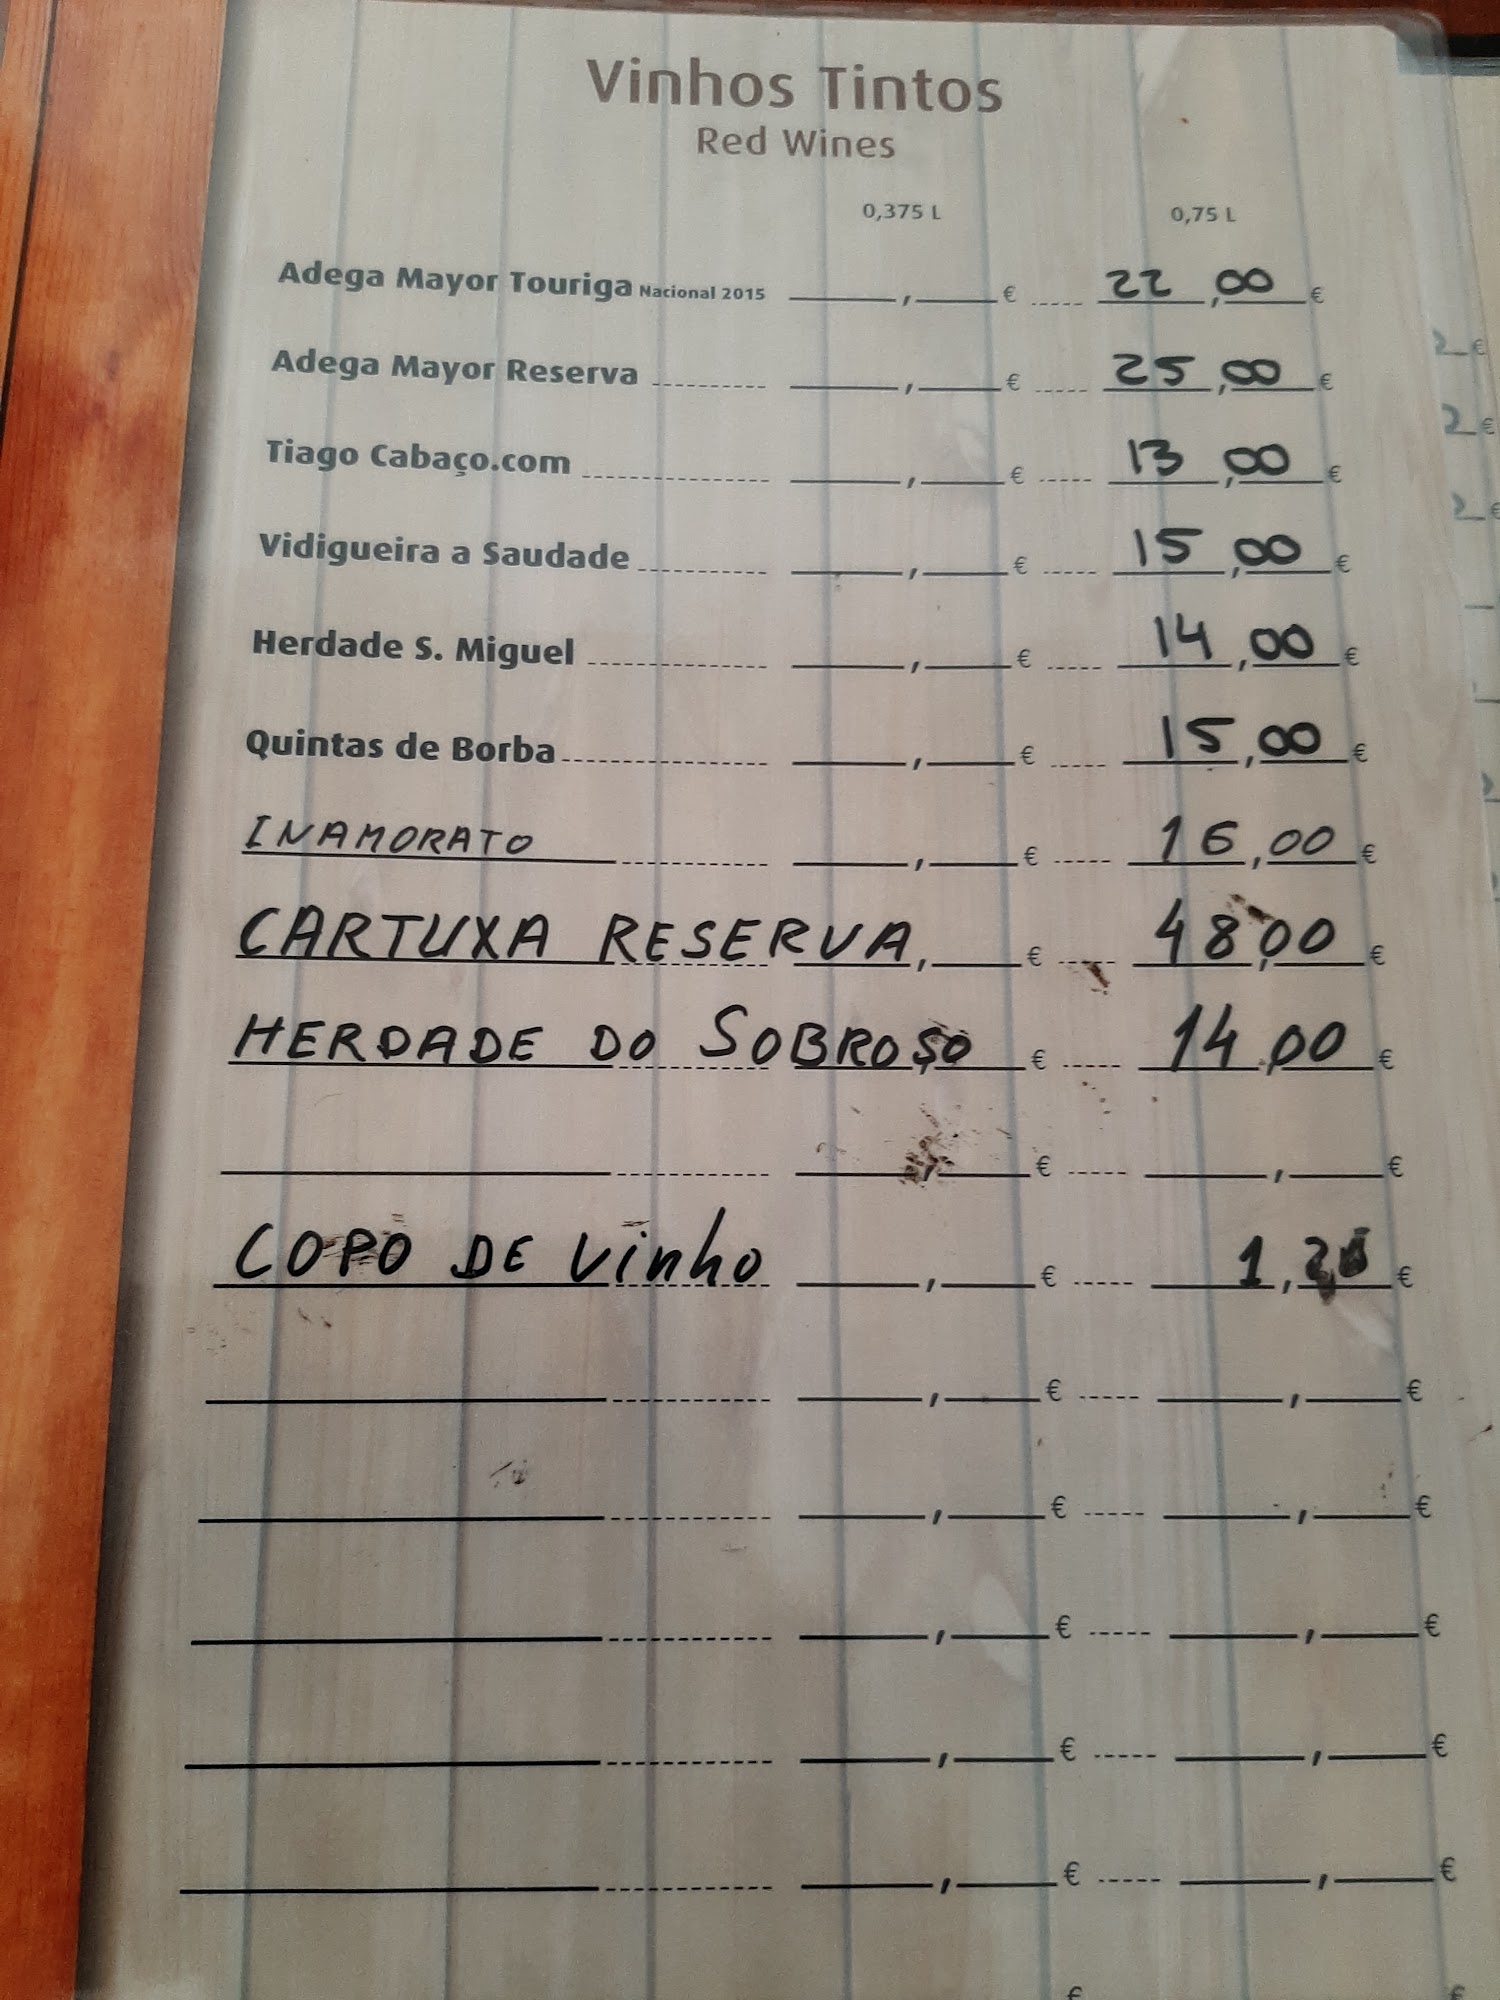 Vinhos Tintos
Red Wines
0,375 L 0,75 L
Adega Mayor Touriga Nacional 2015 , € 22,00 €
Adega Mayor Reserva , € 25,00 €
Tiago Cabaço.com , € 13,00 €
Vidigueira a Saudade , € 15,00 €
Herdade S. Miguel , € 14,00 €
Quintas de Borba , € 15,00 €
INAMORATO , € 16,00 €
CARTUXA RESERVA , € 48,00 €
HERDADE DO SOBROSO € 14,00 €
, € , €
COPO DE Vinho , € €
, € , €
, € , €
, € , €
, € , €
, € , €
€ €